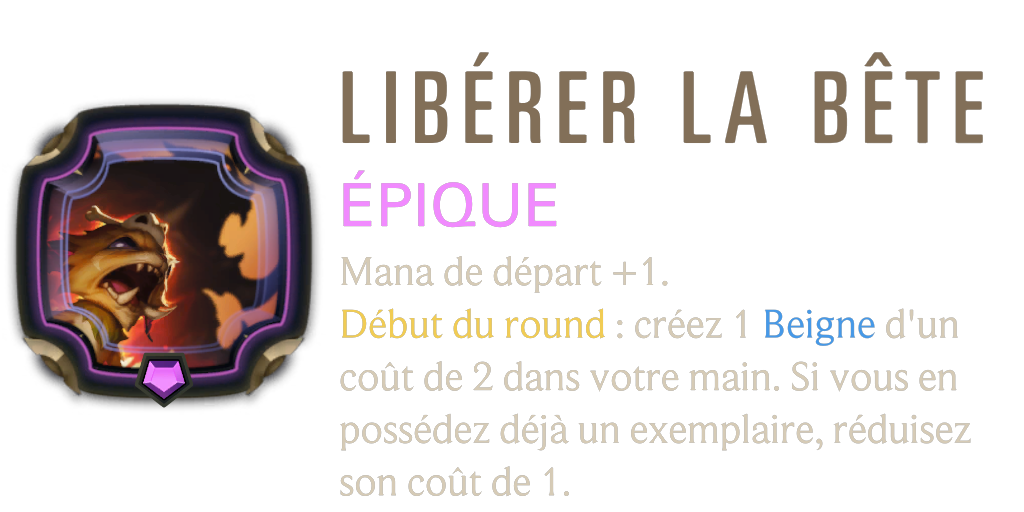 LIBÉRER LA BÊTE
ÉPIQUE
Mana de départ +1.
Début du round : créez 1 Beigne d'un
coût de 2 dans votre main. Si vous en
possédez déjà un exemplaire, réduisez
son coût de 1.